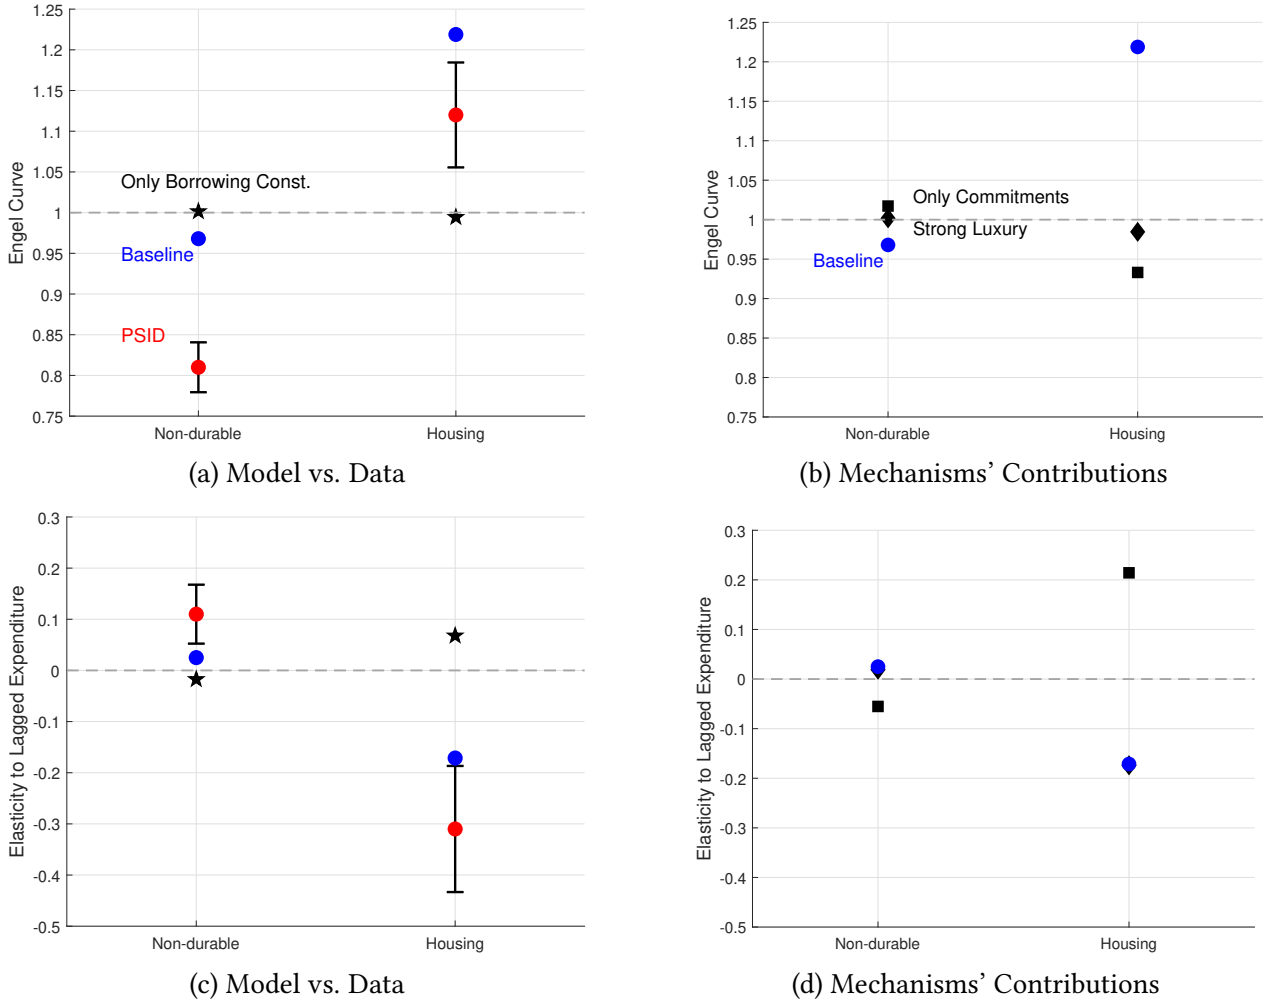 1.25
1.2
1.15
1.1
1.05
1
0.95
0.9
0.85
0.8
0.75
Engel Curve
Only Borrowing Const.
Baseline
PSID
Non-durable
Housing
(a) Model vs. Data
1.25
1.2
1.15
1.1
1.05
1
0.95
0.9
0.85
0.8
0.75
Engel Curve
Only Commitments
Strong Luxury
Baseline
Non-durable
Housing
(b) Mechanisms’ Contributions
0.3
0.2
0.1
0
-0.1
-0.2
-0.3
-0.4
-0.5
Elasticity to Lagged Expenditure
Non-durable
Housing
(c) Model vs. Data
0.3
0.2
0.1
0
-0.1
-0.2
-0.3
-0.4
-0.5
Elasticity to Lagged Expenditure
Non-durable
Housing
(d) Mechanisms’ Contributions